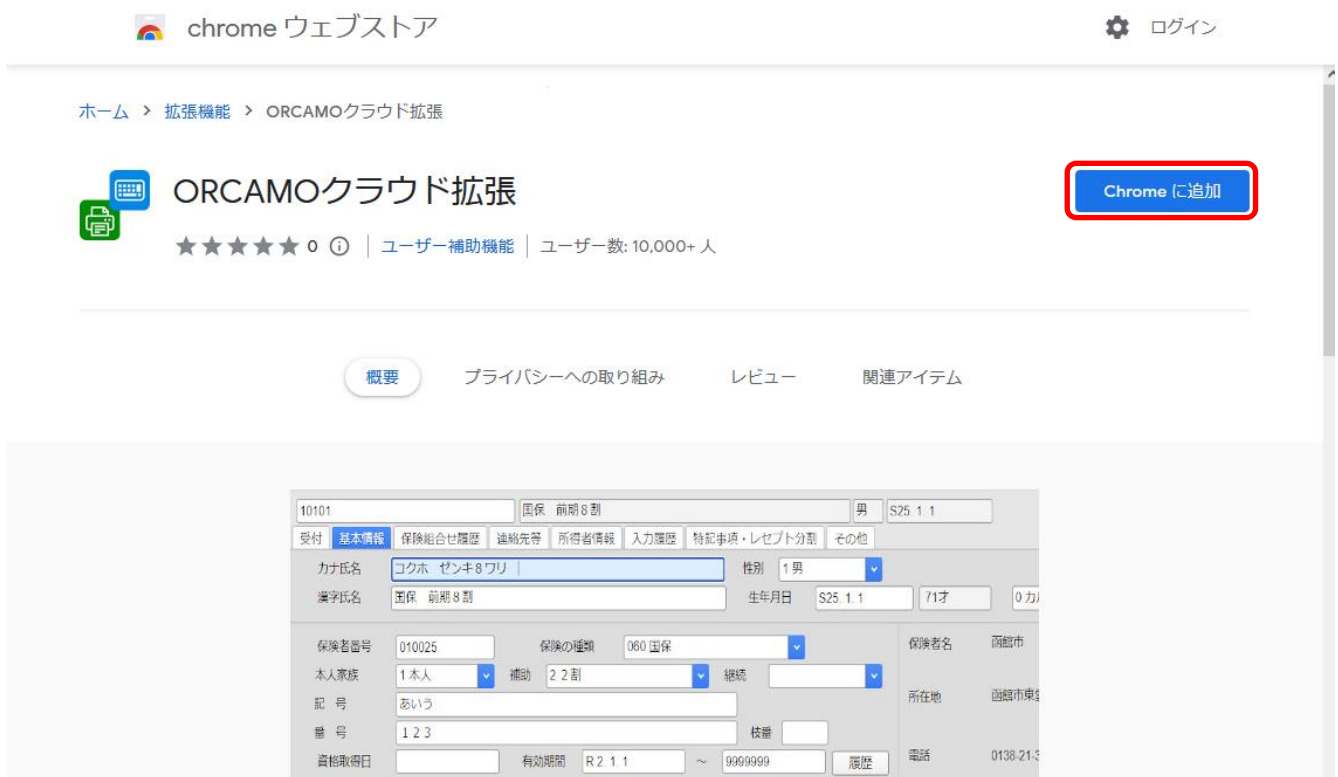 chrome ウェブストア ログイン
ホーム > 拡張機能 > ORCAMOクラウド拡張
ORCAMOクラウド拡張 Chrome に追加
0 ユーザー補助機能 ユーザー数: 10,000+ 人
概要 プライバシーへの取り組み レビュー 関連アイテム
10101 国保 前期8割 男 S25. 1. 1
受付 基本情報 保険組合せ履歴 連絡先等 所得者情報 入力履歴 特記事項・レセプト分割 その他
カナ氏名 コクホ ゼンキ8ワリ 性別 1 男
漢字氏名 国保 前期8割 生年月日 S25. 1. 1 71才
保険者番号 010025 保険の種類 060 国保 保険者名 函館市
本人家族 1 本人 補助 2 2割 継続
記 号 あいう 所在地 函館市東
番 号 1 2 3 枝番
資格取得日 有効期間 R 2. 1. 1 ～ 9999999 履歴 電話 0138-21-3